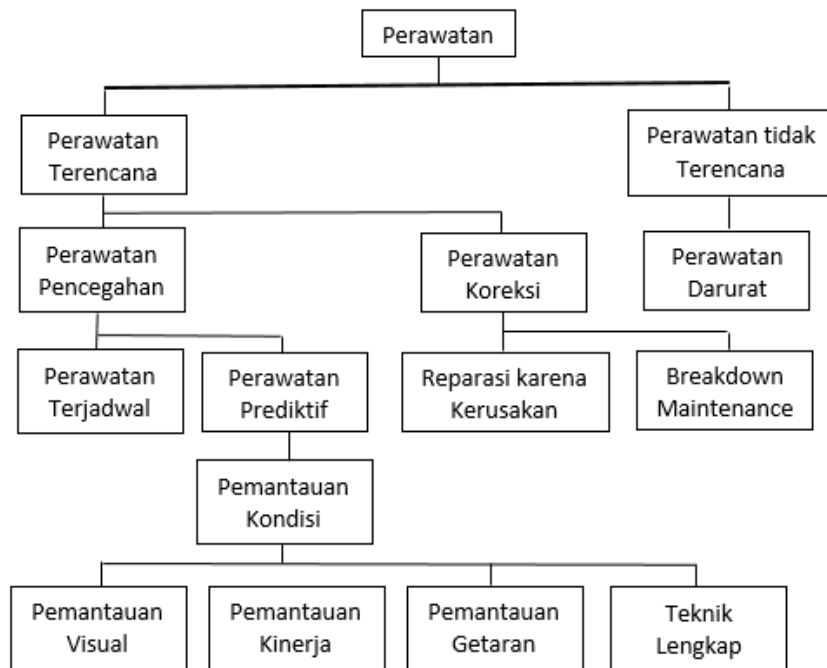 Perawatan
Perawatan
Terencana
Perawatan tidak
Terencana
Perawatan
Pencegahan
Perawatan
Koreksi
Perawatan
Darurat
Perawatan
Terjadwal
Perawatan
Prediktif
Reparasi karena
Kerusakan
Breakdown
Maintenance
Pemantauan
Kondisi
Pemantauan
Visual
Pemantauan
Kinerja
Pemantauan
Getaran
Teknik
Lengkap